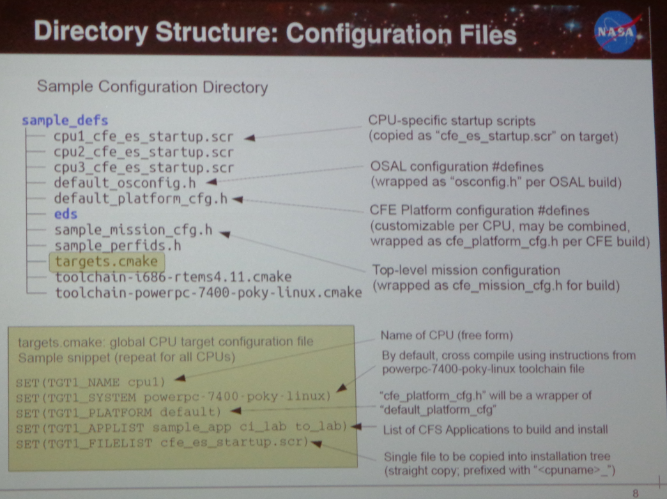 Directory Structure: Configuration Files
NASA
Sample Configuration Directory
sample_defs
cpu1_cfe_es_startup.scr
cpu2_cfe_es_startup.scr
cpu3_cfe_es_startup.scr
default_osconfig.h
default_platform_cfg.h
eds
sample_mission_cfg.h
sample_perfids.h
targets.cmake
toolchain-i686-rtems4.11.cmake
toolchain-powerpc-7400-poky-linux.cmake
CPU-specific startup scripts
(copied as "cfe_es_startup.scr" on target)
OSAL configuration #defines
(wrapped as "osconfig.h" per OSAL build)
CFE Platform configuration #defines
(customizable per CPU, may be combined,
wrapped as cfe_platform_cfg.h per CFE build)
Top-level mission configuration
(wrapped as cfe_mission_cfg.h for build)
targets.cmake: global CPU target configuration file
Sample snippet (repeat for all CPUs)
SET(TGT1_NAME cpu1)
SET(TGT1_SYSTEM powerpc-7400-poky-linux)
SET(TGT1_PLATFORM default)
SET(TGT1_APPLIST sample_app ci_lab to_lab)
SET(TGT1_FILELIST cfe_es_startup.scr)
Name of CPU (free form)
By default, cross compile using instructions from
powerpc-7400-poky-linux toolchain file
"cfe_platform_cfg.h" will be a wrapper of
"default_platform_cfg"
List of CFS Applications to build and install
Single file to be copied into installation tree
(straight copy; prefixed with "<cpuname>_")
8